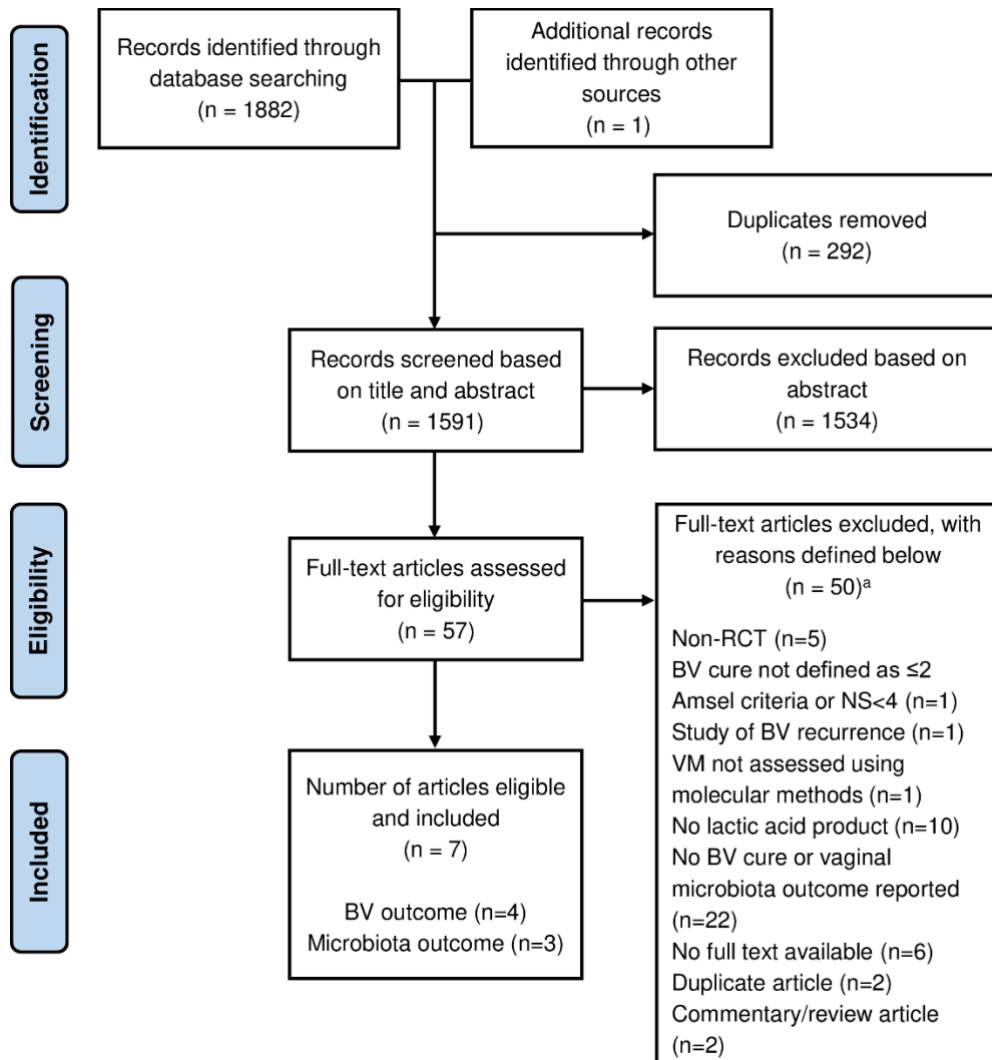 Identification
Records identified through
database searching
(n = 1882)
Additional records
identified through other
sources
(n = 1)
Duplicates removed
(n = 292)
Screening
Records screened based
on title and abstract
(n = 1591)
Records excluded based on
abstract
(n = 1534)
Eligibility
Full-text articles assessed
for eligibility
(n = 57)
Full-text articles excluded, with
reasons defined below
(n = 50)ᵃ
Non-RCT (n=5)
BV cure not defined as ≤2
Amsel criteria or NS<4 (n=1)
Study of BV recurrence (n=1)
VM not assessed using
molecular methods (n=1)
No lactic acid product (n=10)
No BV cure or vaginal
microbiota outcome reported
(n=22)
No full text available (n=6)
Duplicate article (n=2)
Commentary/review article
(n=2)
Included
Number of articles eligible
and included
(n = 7)
BV outcome (n=4)
Microbiota outcome (n=3)